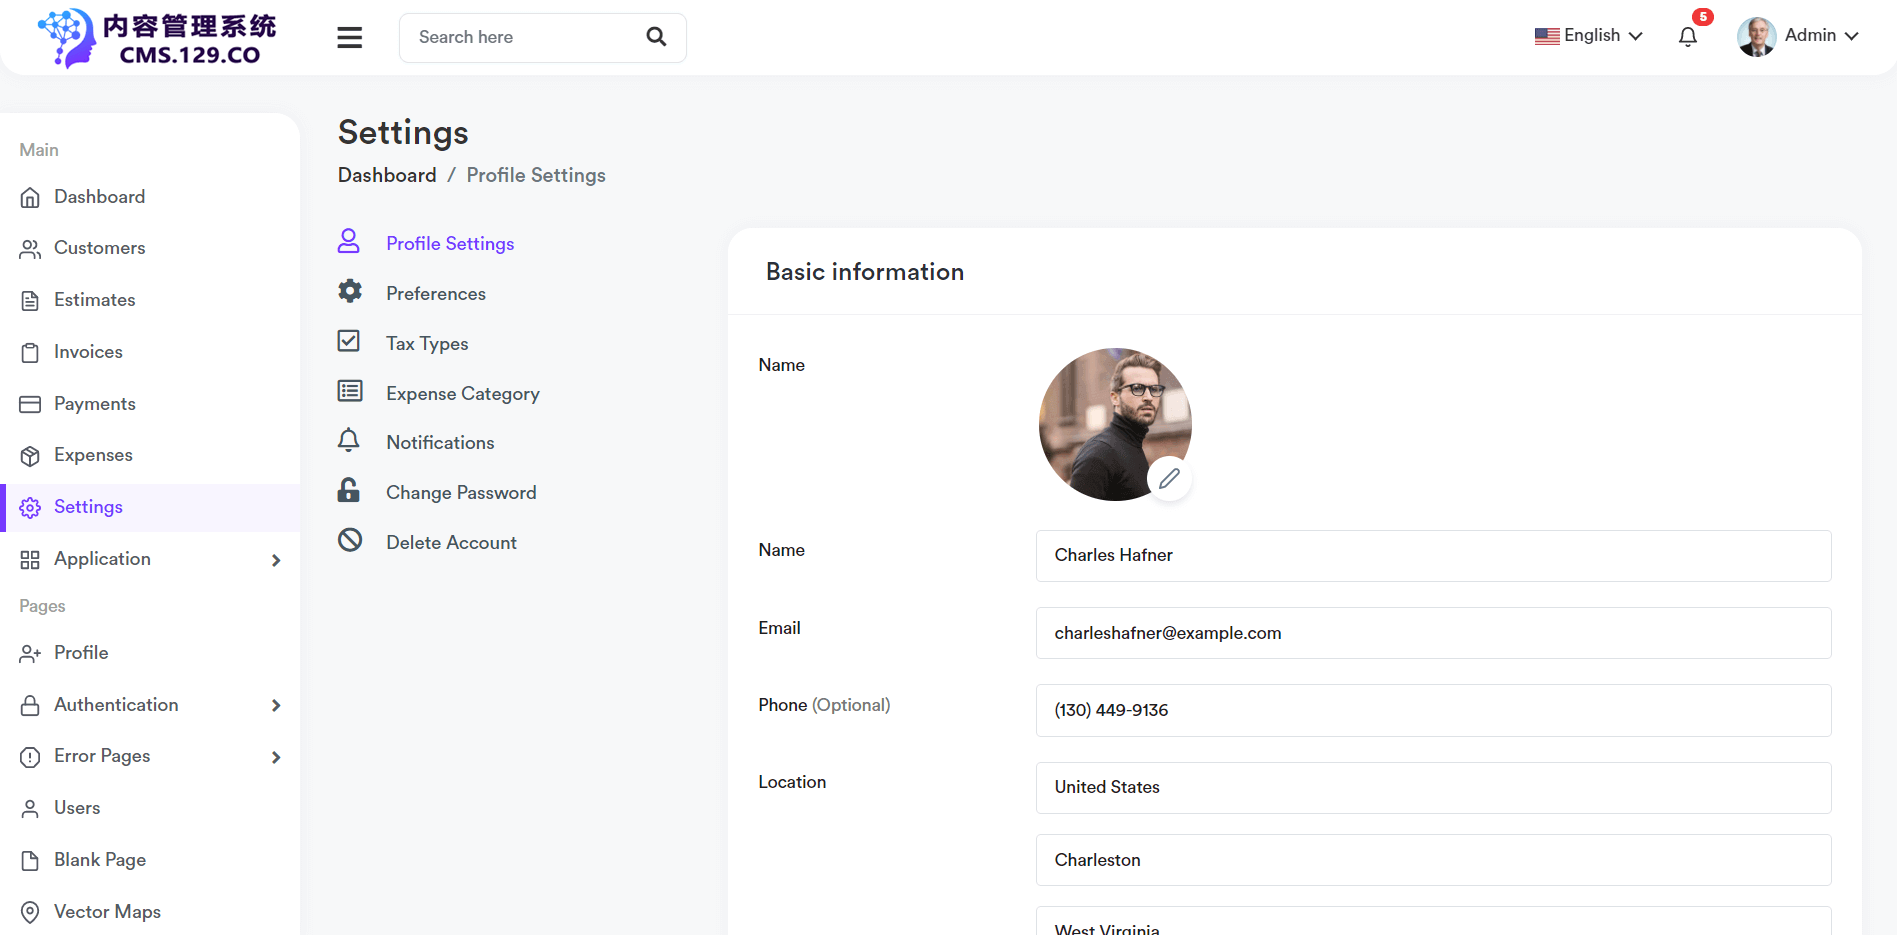 内容管理系统
CMS.129.CO
Search here
English
5
Admin
Main
Dashboard
Customers
Estimates
Invoices
Payments
Expenses
Settings
Application
Pages
Profile
Authentication
Error Pages
Users
Blank Page
Vector Maps
Settings
Dashboard / Profile Settings
Profile Settings
Preferences
Tax Types
Expense Category
Notifications
Change Password
Delete Account
Basic information
Name
Name
Charles Hafner
Email
charleshafner@example.com
Phone (Optional)
(130) 449-9136
Location
United States
Charleston
West Virginia